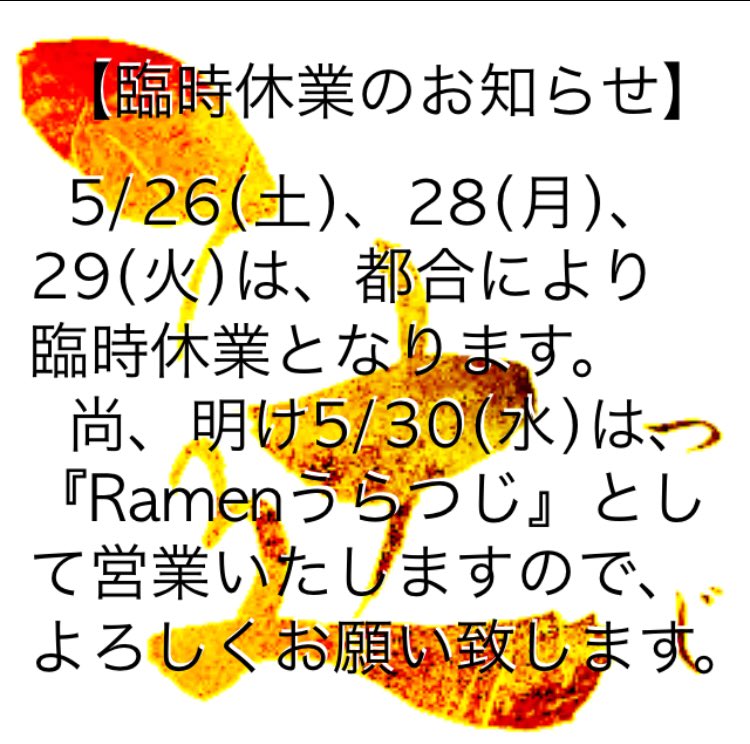 【臨時休業のお知らせ】
5/26(土)、28(月)、
29(火)は、都合により
臨時休業となります。
尚、明け5/30(水)は、
『Ramenうらつじ』とし
て営業いたしますので、
よろしくお願い致します。
つじ